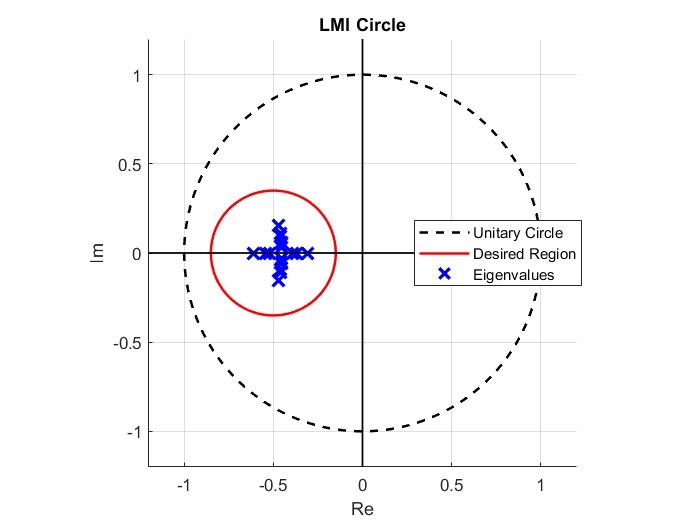 LMI Circle
1
0.5
0
-0.5
-1
Im
Unitary Circle
Desired Region
Eigenvalues
-1
-0.5
0
0.5
1
Re